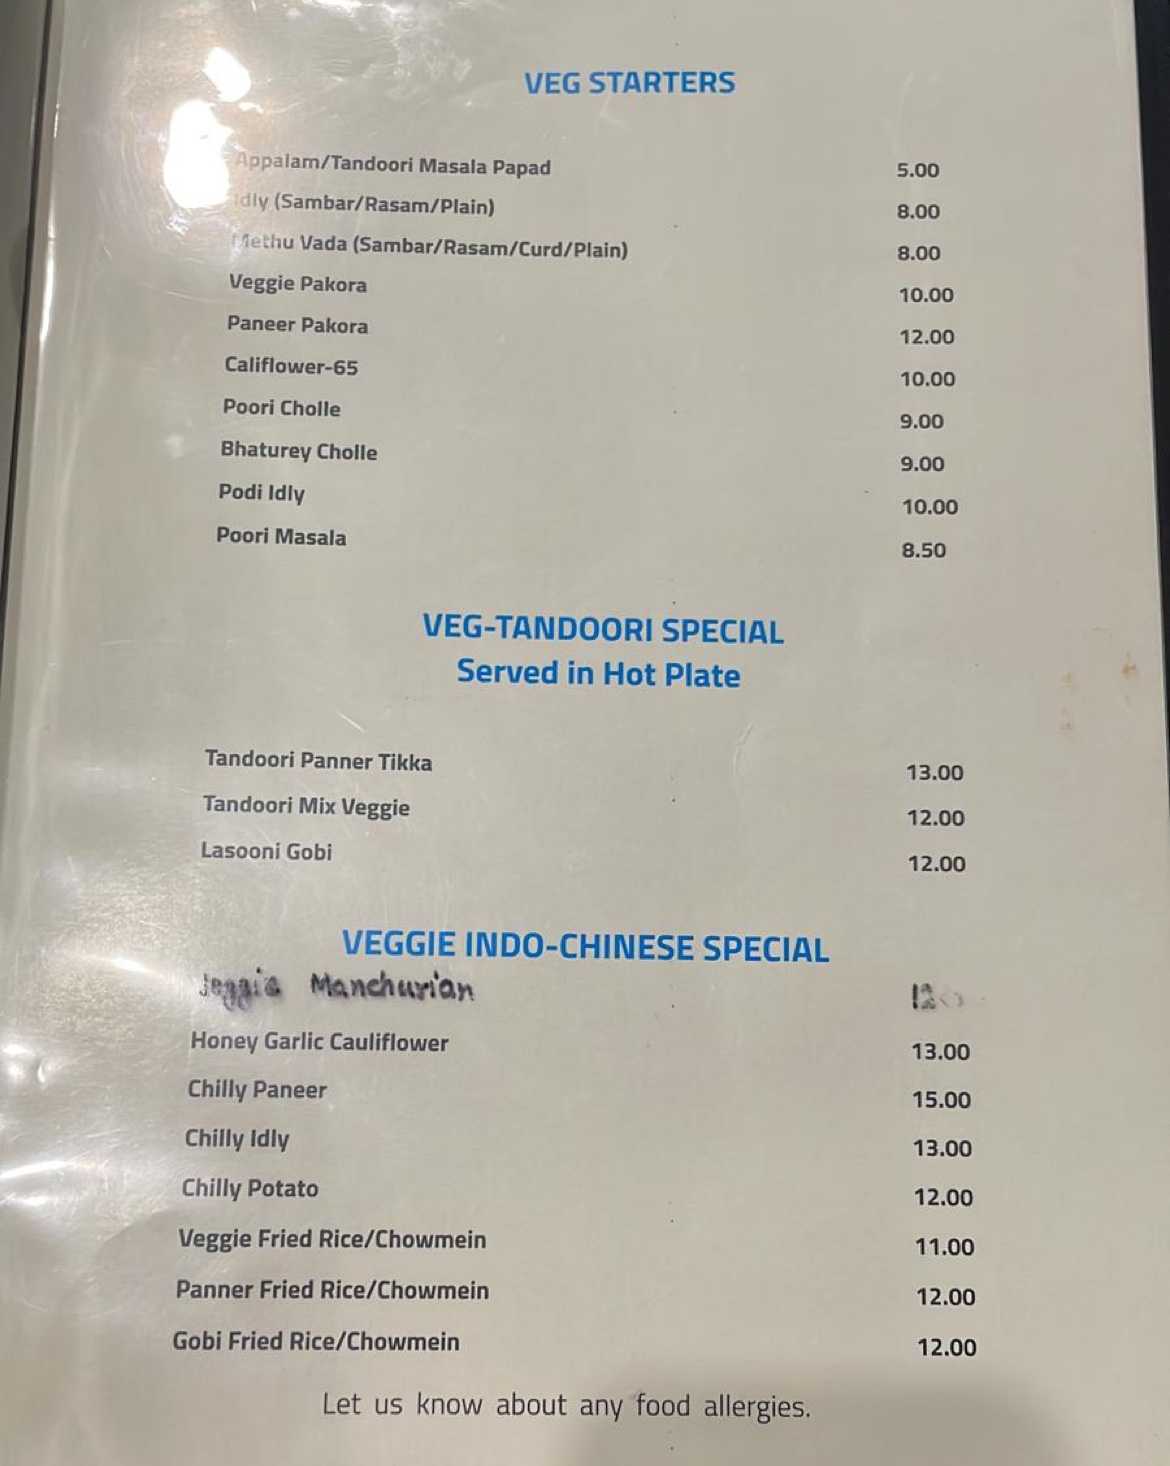 VEG STARTERS
Appalam/Tandoori Masala Papad 5.00
Idly (Sambar/Rasam/Plain) 8.00
Methu Vada (Sambar/Rasam/Curd/Plain) 8.00
Veggie Pakora 10.00
Paneer Pakora 12.00
Califlower-65 10.00
Poori Cholle 9.00
Bhaturey Cholle 9.00
Podi Idly 10.00
Poori Masala 8.50
VEG-TANDOORI SPECIAL
Served in Hot Plate
Tandoori Panner Tikka 13.00
Tandoori Mix Veggie 12.00
Lasooni Gobi 12.00
VEGGIE INDO-CHINESE SPECIAL
Veggie Manchurian
Honey Garlic Cauliflower 13.00
Chilly Paneer 15.00
Chilly Idly 13.00
Chilly Potato 12.00
Veggie Fried Rice/Chowmein 11.00
Panner Fried Rice/Chowmein 12.00
Gobi Fried Rice/Chowmein 12.00
Let us know about any food allergies.